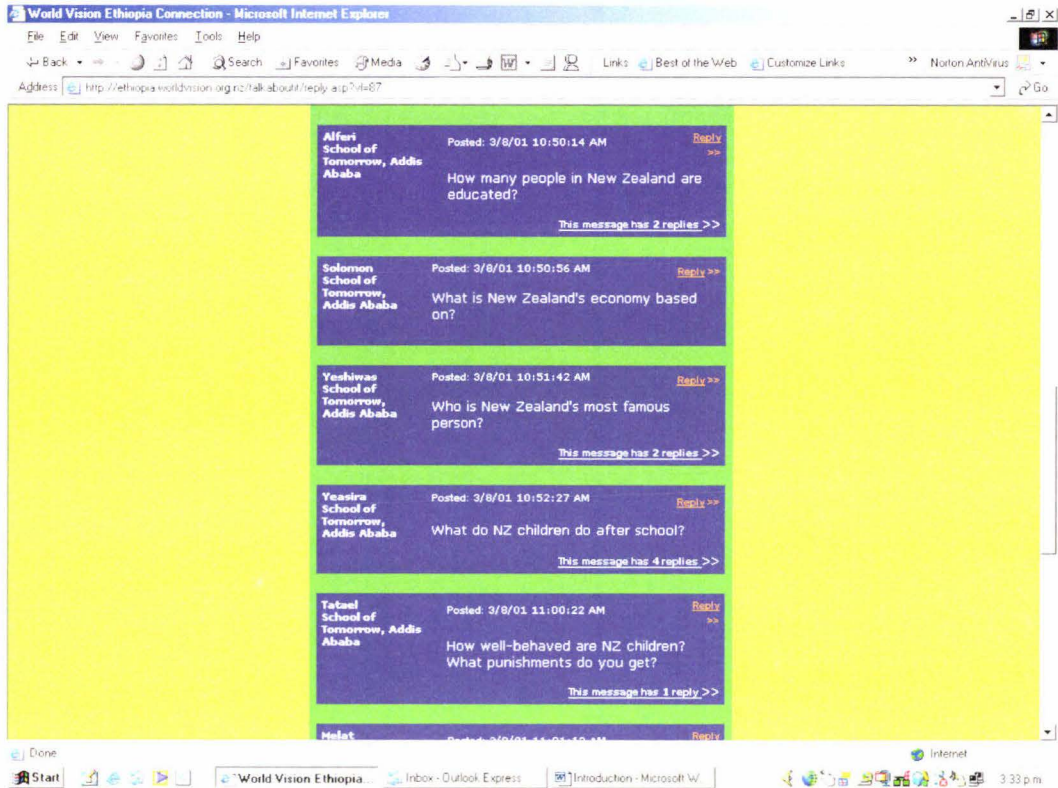 World Vision Ethiopia Connection - Microsoft Internet Explorer
File Edit View Favorites Tools Help
Back Search Favorites Media Links Best of the Web Customize Links >> Norton AntiVirus
Address http://ethiopia.worldvision.org.nz/talkaboutit/reply.asp?vt=87 Go
Alferi
School of
Tomorrow, Addis
Ababa
Posted: 3/8/01 10:50:14 AM
Reply
>>
How many people in New Zealand are
educated?
This message has 2 replies >>
Solomon
School of
Tomorrow,
Addis Ababa
Posted: 3/8/01 10:50:56 AM
Reply >>
What is New Zealand's economy based
on?
Yeshiwas
School of
Tomorrow,
Addis Ababa
Posted: 3/8/01 10:51:42 AM
Reply >>
Who is New Zealand's most famous
person?
This message has 2 replies >>
Yeasira
School of
Tomorrow,
Addis Ababa
Posted: 3/8/01 10:52:27 AM
Reply >>
What do NZ children do after school?
This message has 4 replies >>
Tatael
School of
Tomorrow, Addis
Ababa
Posted: 3/8/01 11:00:22 AM
Reply
>>
How well-behaved are NZ children?
What punishments do you get?
This message has 1 reply >>
Melat
Reply
Done Internet
Start World Vision Ethiopia... Inbox - Outlook Express Introduction - Microsoft W... 3:33 p.m.